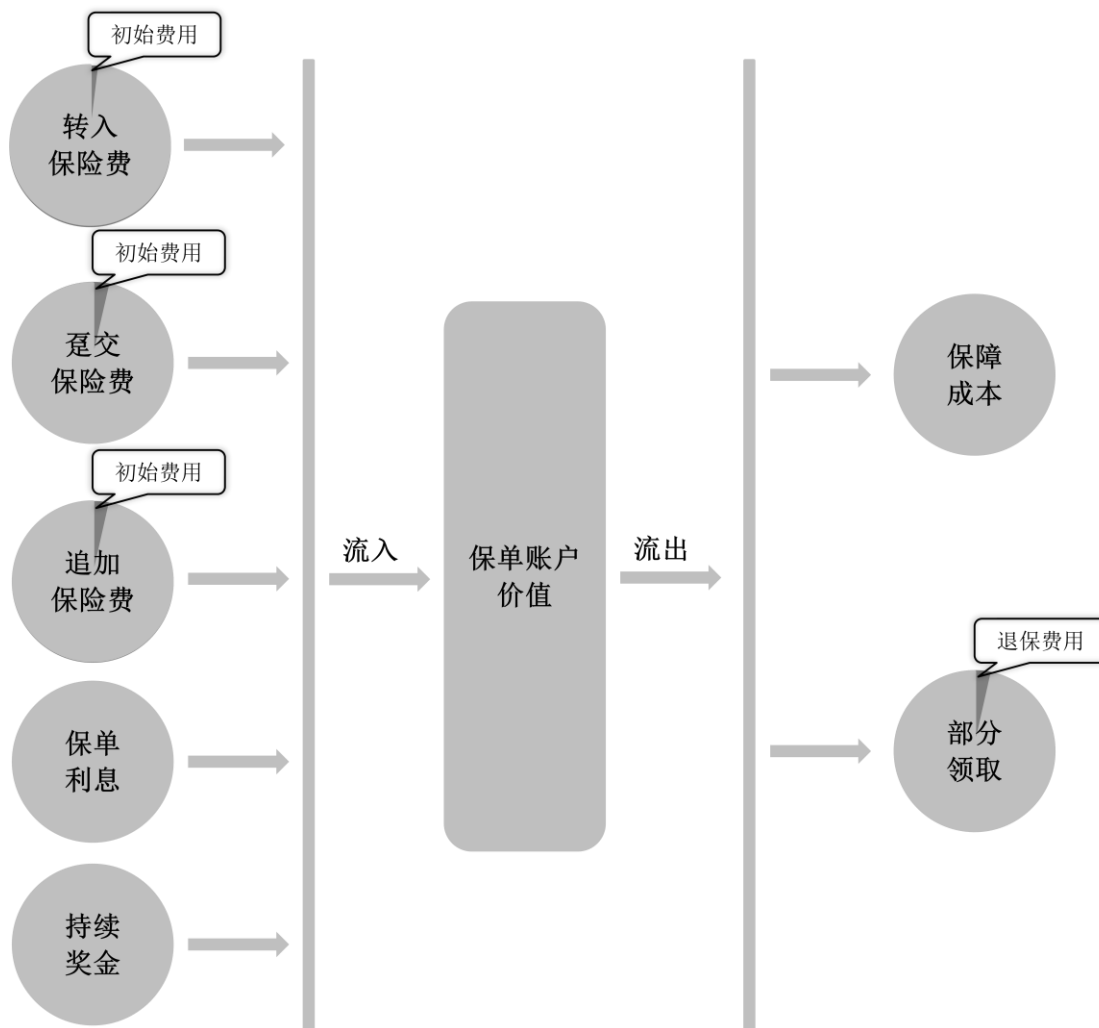 初始费用
转入
保险费
初始费用
趸交
保险费
初始费用
追加
保险费
保单
利息
持续
奖金
流入
保单账户
价值
流出
保障
成本
退保费用
部分
领取